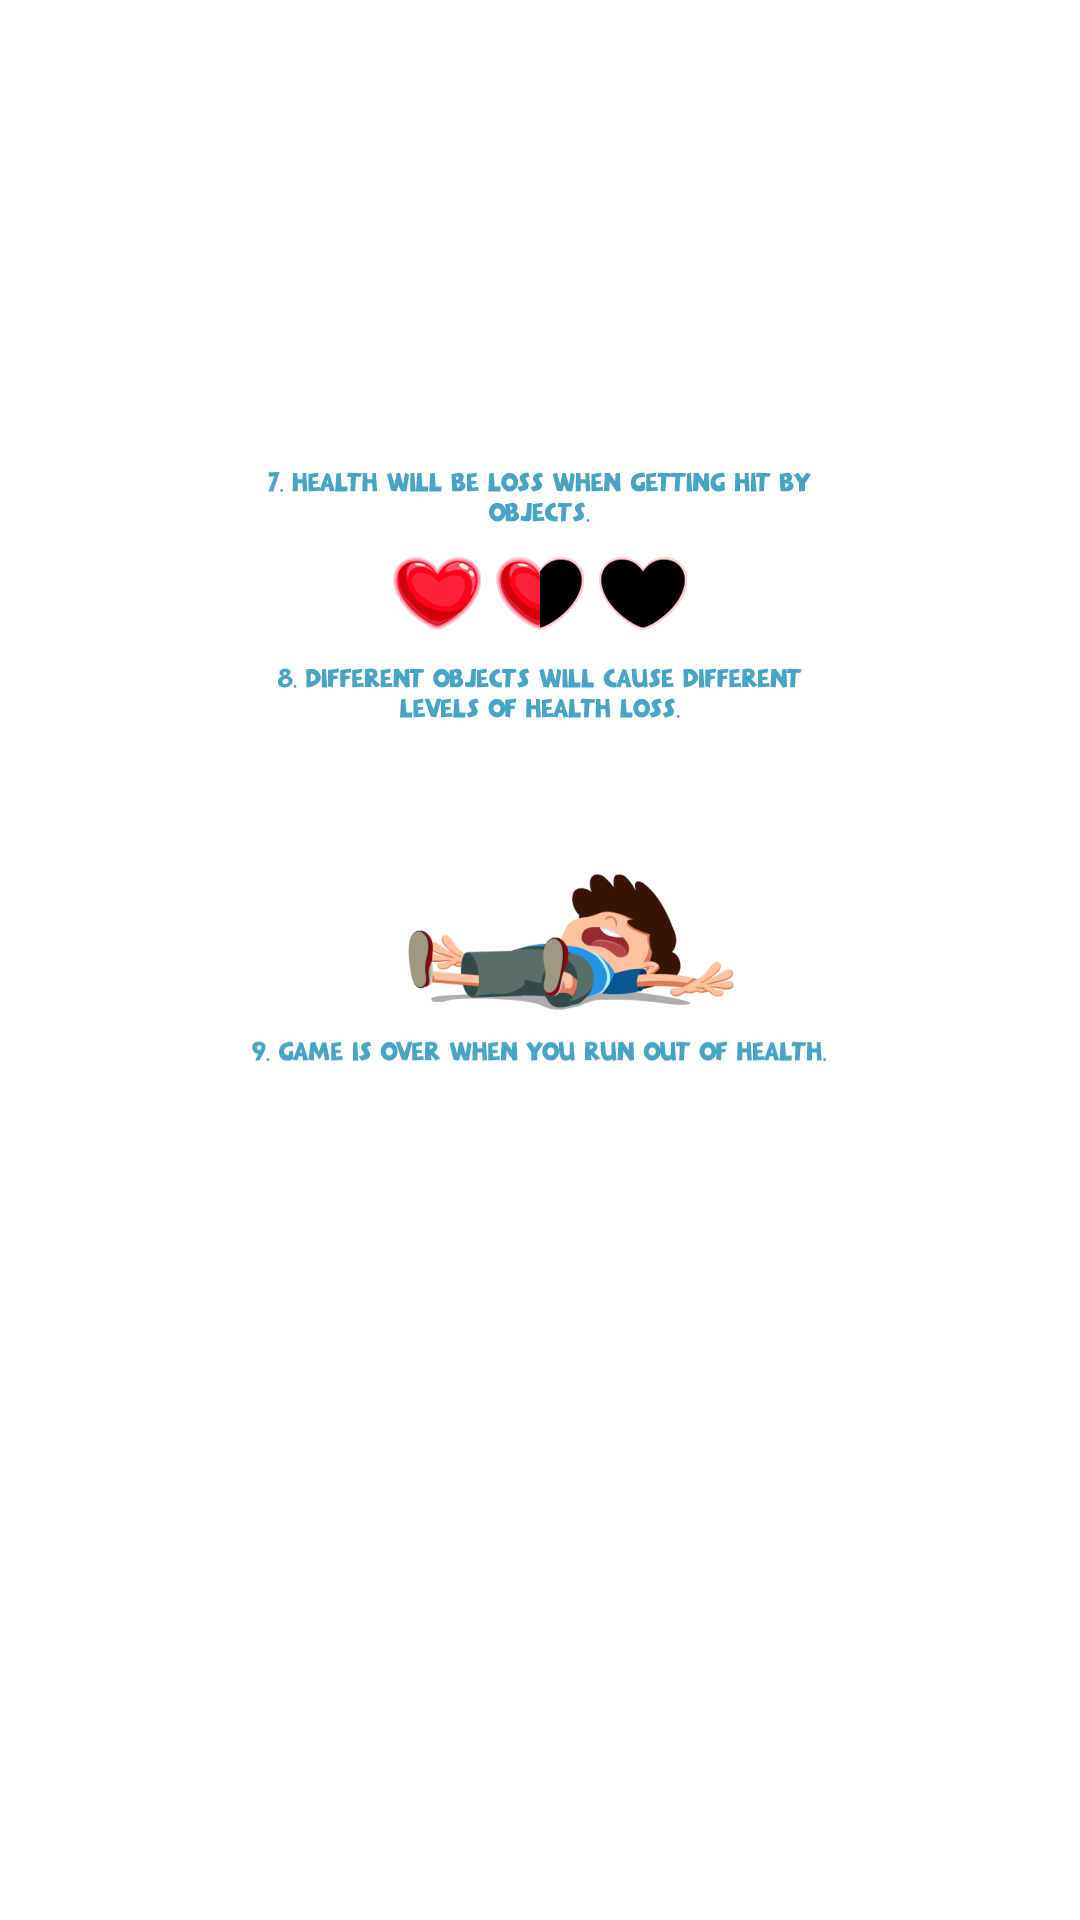 7. HEALTH WILL BE LOSS WHEN GETTING HIT BY
OBJECTS.
8. DIFFERENT OBJECTS WILL CAUSE DIFFERENT
LEVELS OF HEALTH LOSS.
9. GAME IS OVER WHEN YOU RUN OUT OF HEALTH.